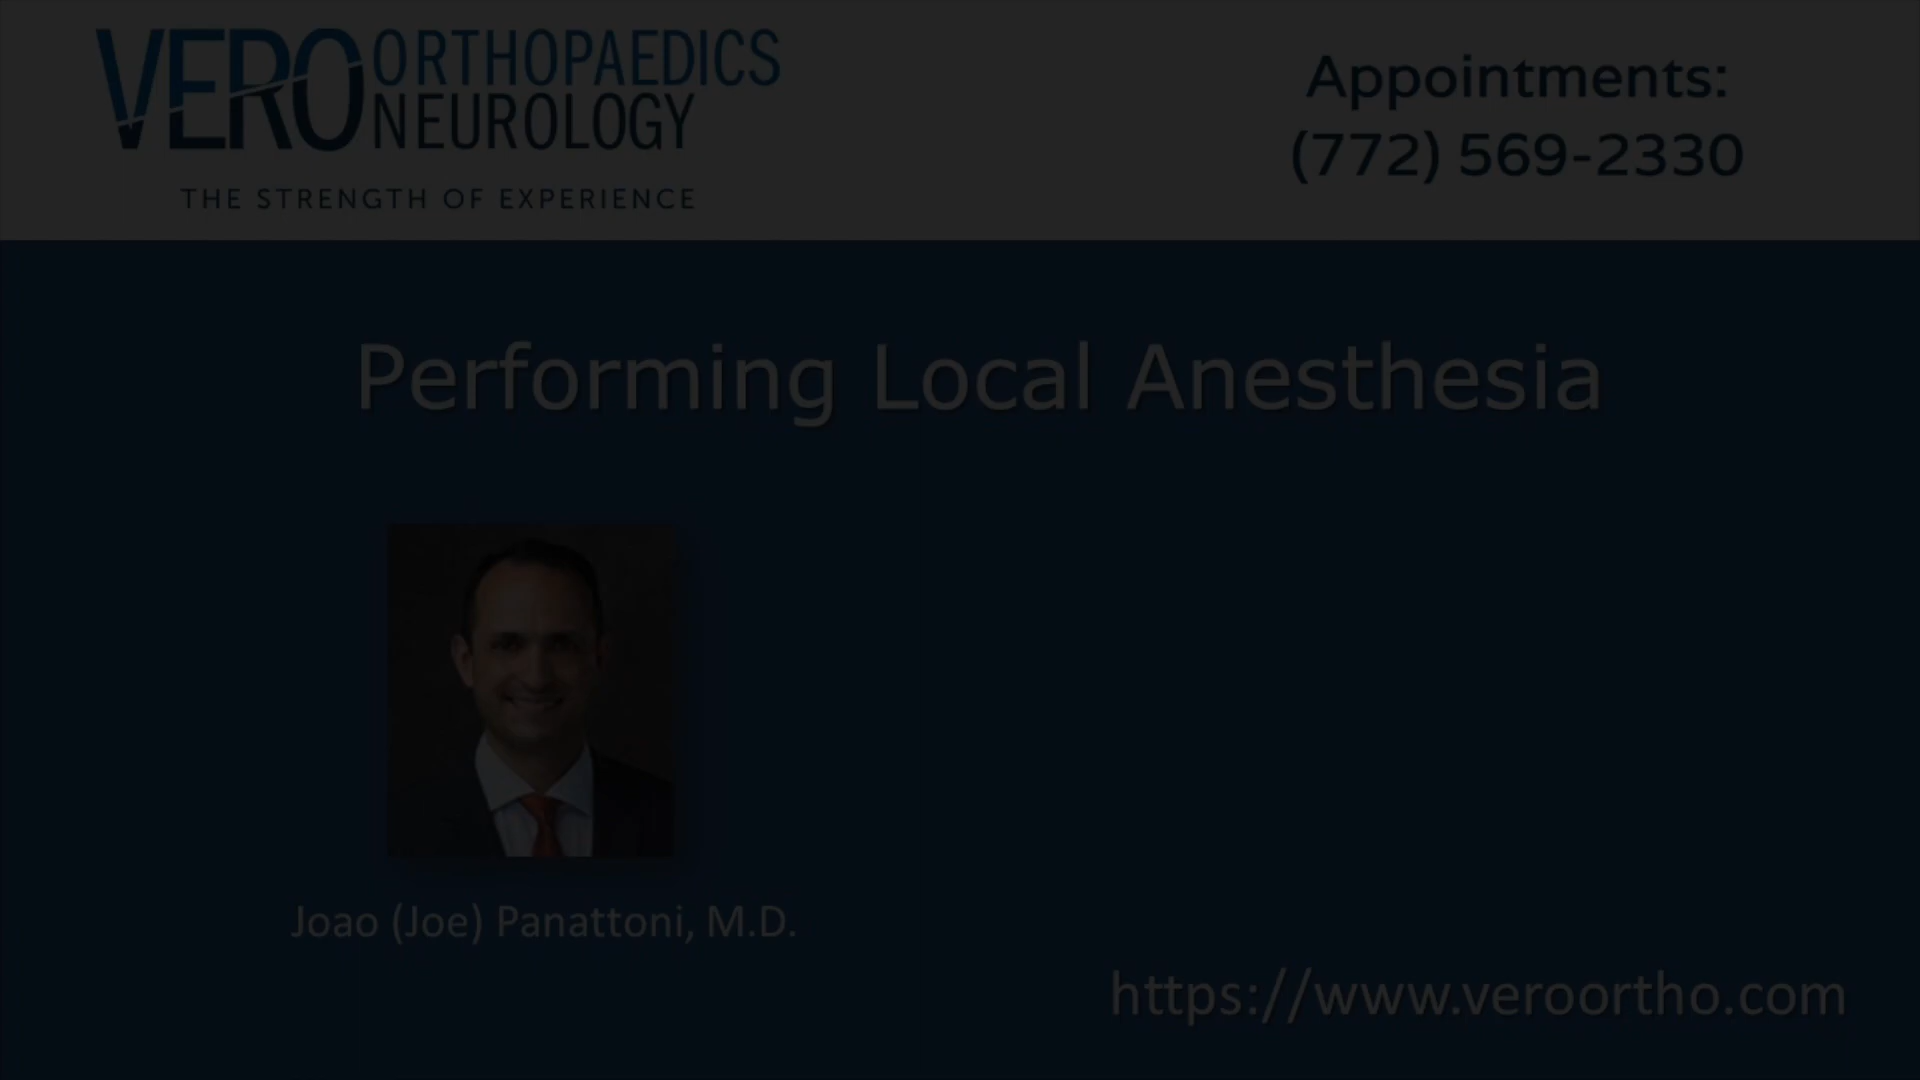 VERO ORTHOPAEDICS
NEUROLOGY
THE STRENGTH OF EXPERIENCE
Appointments:
(772) 569-2330
Performing Local Anesthesia
Joao (Joe) Panattoni, M.D.
https://www.veroortho.com